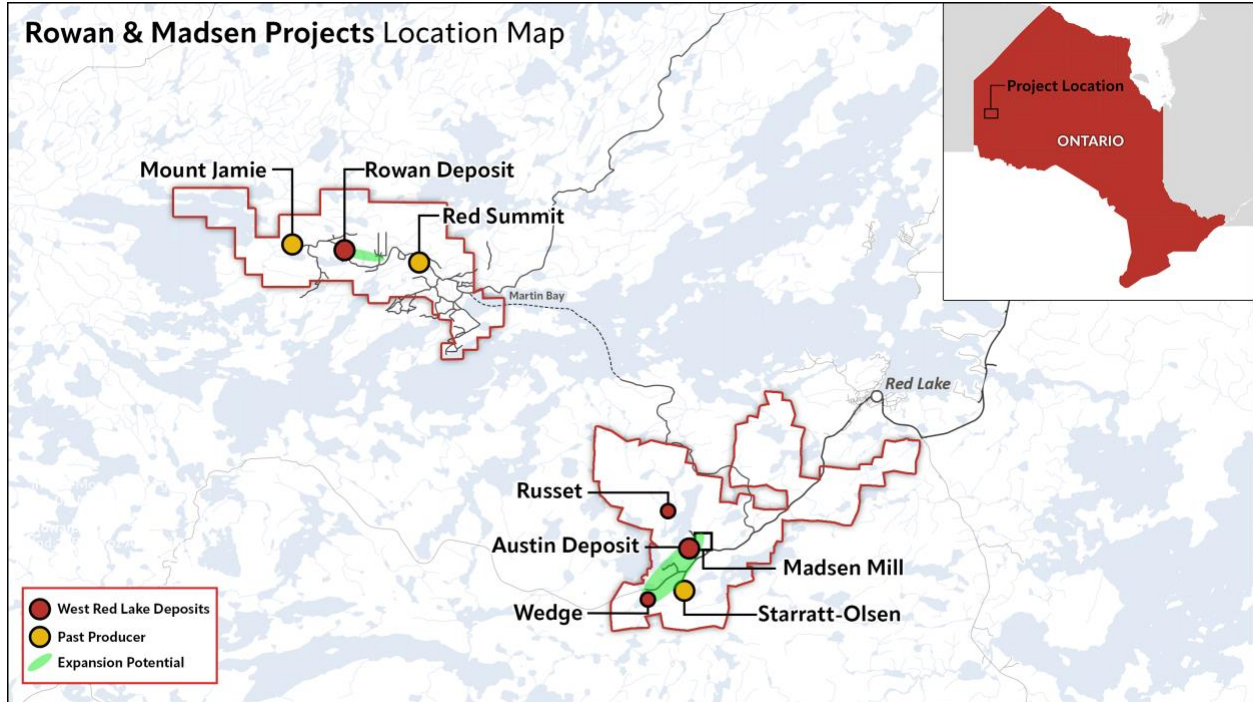 Rowan & Madsen Projects Location Map
Project Location
ONTARIO
Mount Jamie
Rowan Deposit
Red Summit
Martin Bay
Red Lake
Russet
Austin Deposit
Madsen Mill
Wedge
Starratt-Olsen
West Red Lake Deposits
Past Producer
Expansion Potential